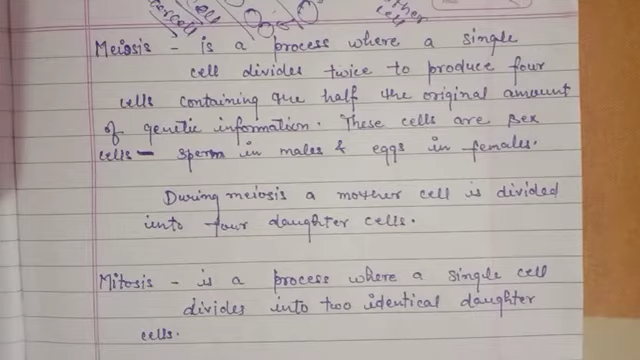 cell
cell
Meiosis - is a process where a single
cell divides twice to produce four
cells containing the half the original amount
of genetic information. These cells are sex
cells - sperm in males & eggs in females.
During meiosis a mother cell is divided
into four daughter cells.
Mitosis - is a process where a single cell
divides into two identical daughter
cells.